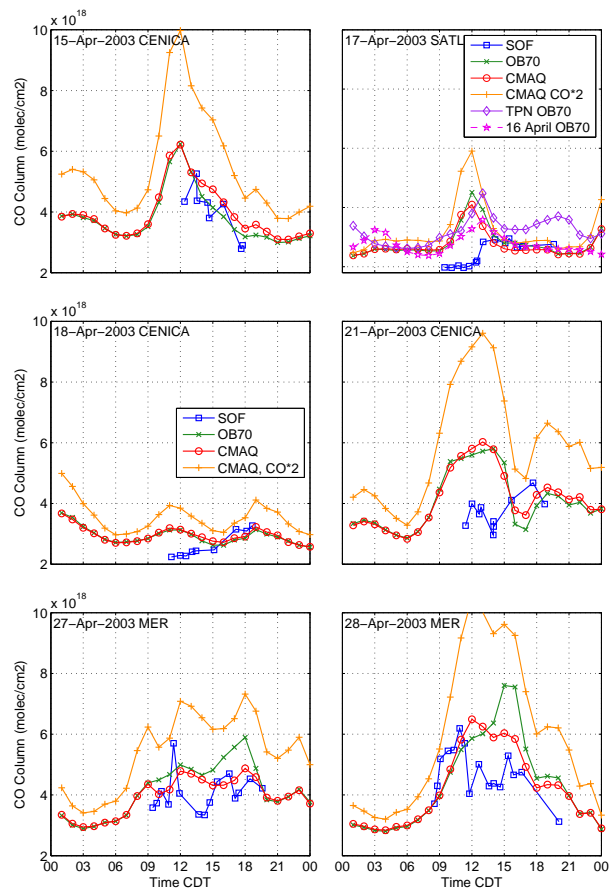 x 10^18
15-Apr-2003 CENICA
CO Column (molec/cm2)
10
8
6
4
2
17-Apr-2003 SATL
SOF
OB70
CMAQ
CMAQ CO*2
TPN OB70
16 April OB70
x 10^18
18-Apr-2003 CENICA
CO Column (molec/cm2)
10
8
6
4
2
SOF
OB70
CMAQ
CMAQ, CO*2
21-Apr-2003 CENICA
x 10^18
27-Apr-2003 MER
CO Column (molec/cm2)
10
8
6
4
2
00 03 06 09 12 15 18 21 00
Time CDT
28-Apr-2003 MER
00 03 06 09 12 15 18 21 00
Time CDT